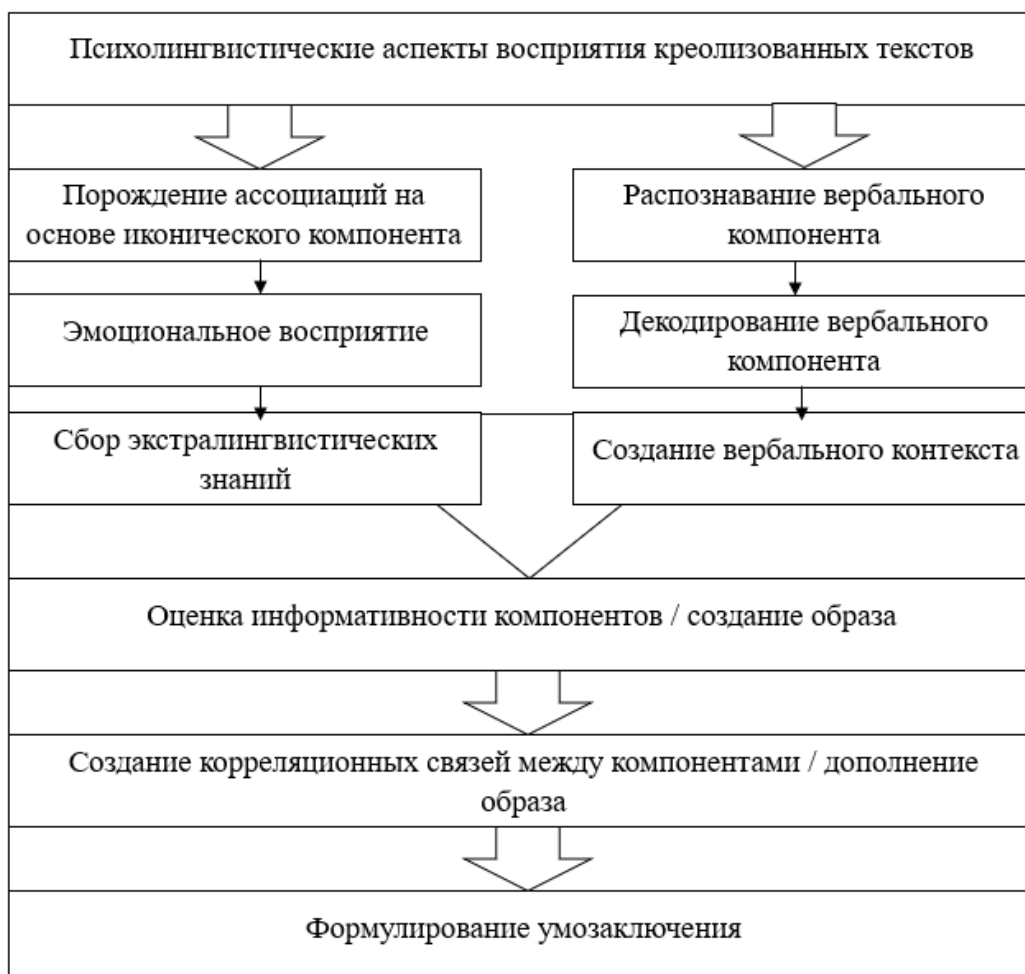 Психолингвистические аспекты восприятия креолизованных текстов
Порождение ассоциаций на
основе иконического компонента
Распознавание вербального
компонента
Эмоциональное восприятие
Декодирование вербального
компонента
Сбор экстралингвистических
знаний
Создание вербального контекста
Оценка информативности компонентов / создание образа
Создание корреляционных связей между компонентами / дополнение
образа
Формулирование умозаключения